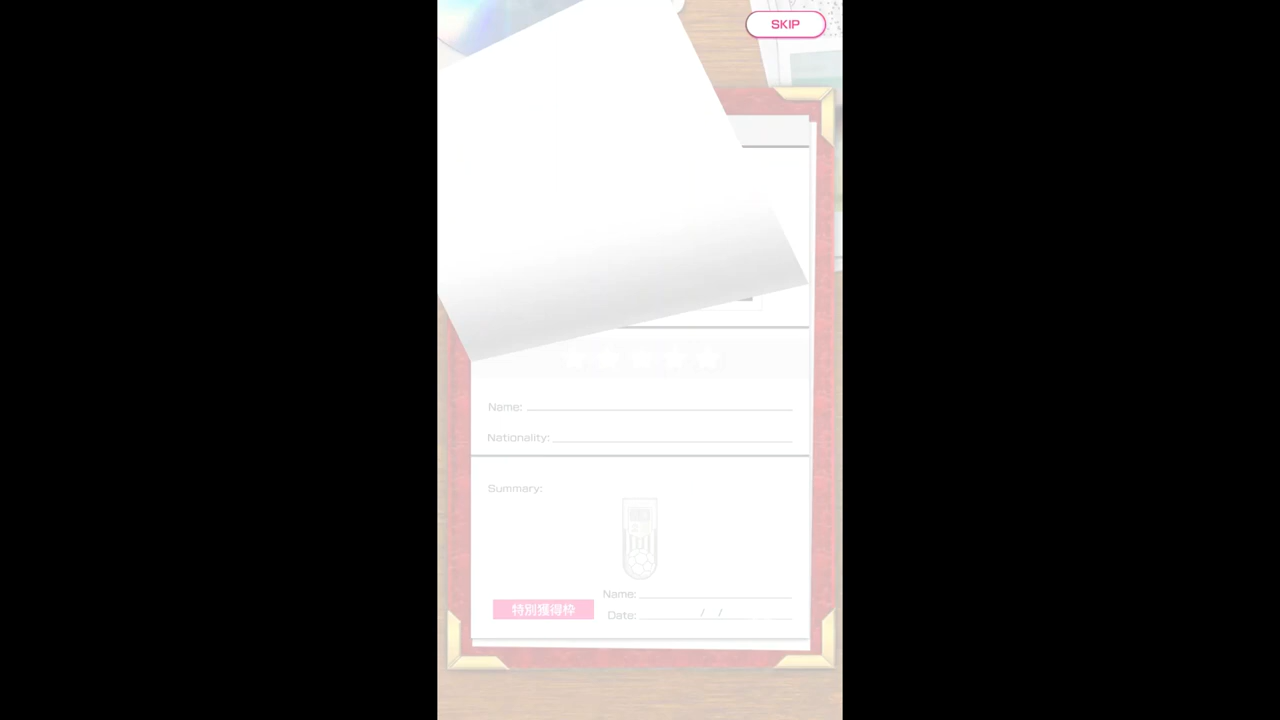 SKIP
Name:
Nationality:
Summary:
Name:
特別獲得枠
Date: / /